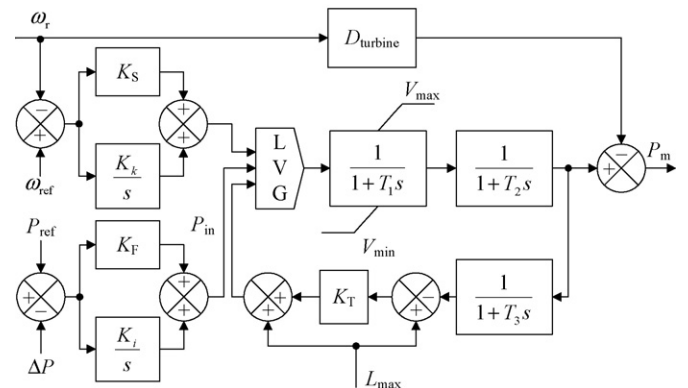 ω_r
D_turbine
K_S
− +
+ +
K_k/s
ω_ref
L
V
G
V_max
1/(1+T_1s)
1/(1+T_2s)
V_min
− +
P_m
P_ref
P_in
K_F
+ −
+ +
K_i/s
ΔP
+ +
K_T
− +
1/(1+T_3s)
L_max